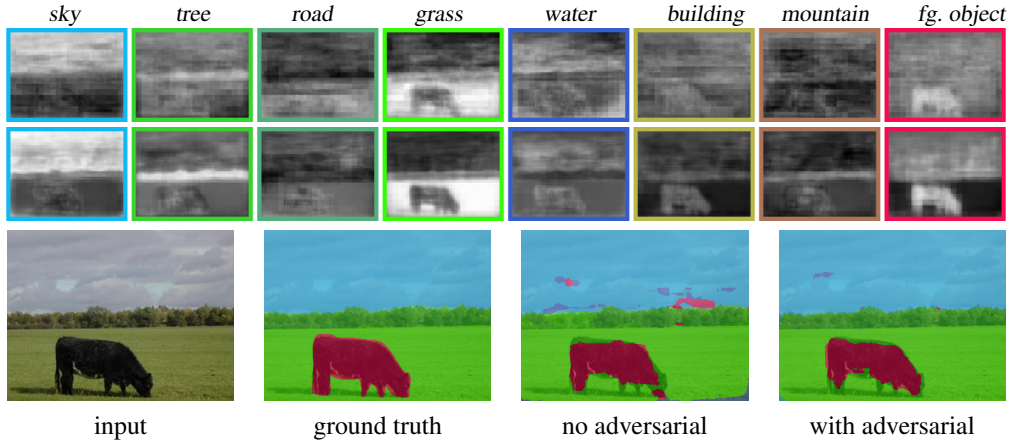 sky tree road grass water building mountain fg. object
input ground truth no adversarial with adversarial